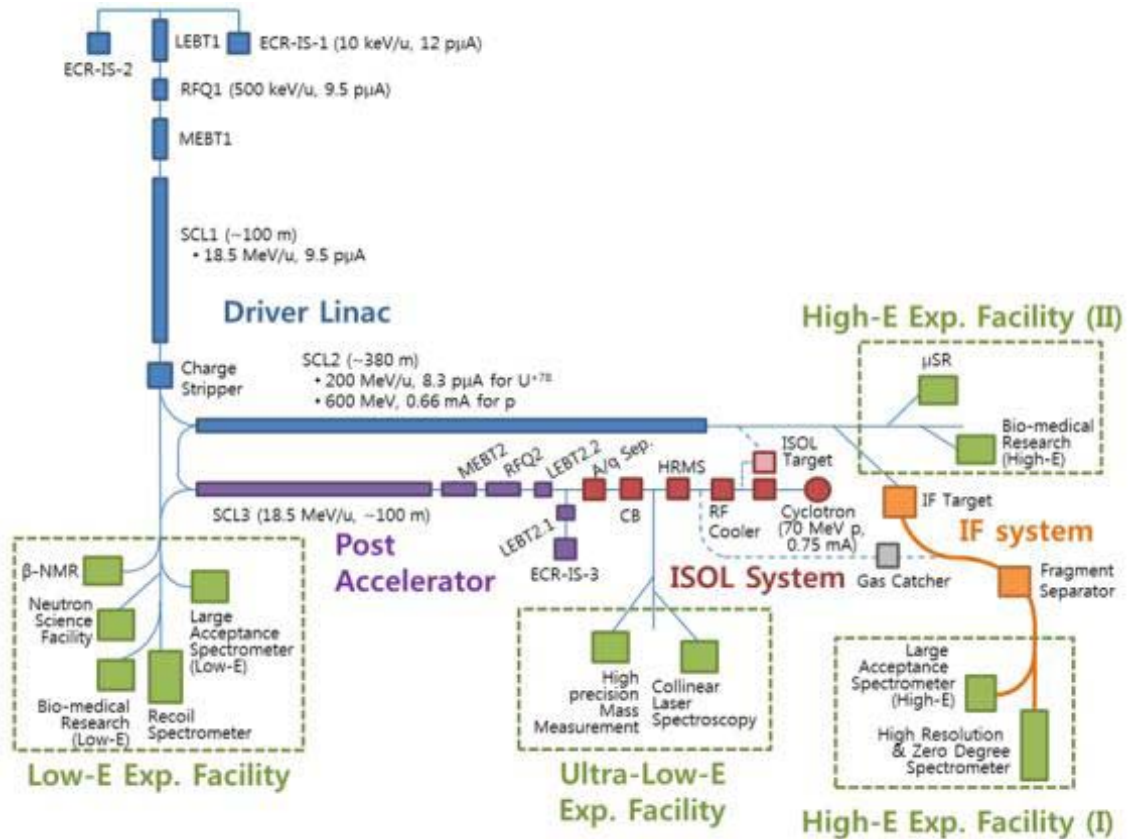 LEBT1
ECR-IS-1 (10 keV/u, 12 pμA)
ECR-IS-2
RFQ1 (500 keV/u, 9.5 pμA)
MEBT1
SCL1 (~100 m)
• 18.5 MeV/u, 9.5 pμA
Driver Linac
High-E Exp. Facility (II)
Charge
Stripper
SCL2 (~380 m)
• 200 MeV/u, 8.3 pμA for U+78
• 600 MeV, 0.66 mA for p
μSR
Bio-medical
Research
(High-E)
MEBT2
RFQ2
LEBT2.2
A/q Sep.
HRMS
ISOL
Target
SCL3 (18.5 MeV/u, ~100 m)
LEBT2.1
CB
RF
Cooler
Cyclotron
(70 MeV p,
0.75 mA)
IF Target
IF system
Post
Accelerator
ECR-IS-3
ISOL System
Gas Catcher
Fragment
Separator
β-NMR
Neutron
Science
Facility
Large
Acceptance
Spectrometer
(Low-E)
Bio-medical
Research
(Low-E)
Recoil
Spectrometer
High
precision
Mass
Measurement
Collinear
Laser
Spectroscopy
Large
Acceptance
Spectrometer
(High-E)
High Resolution
& Zero Degree
Spectrometer
Low-E Exp. Facility
Ultra-Low-E
Exp. Facility
High-E Exp. Facility (I)